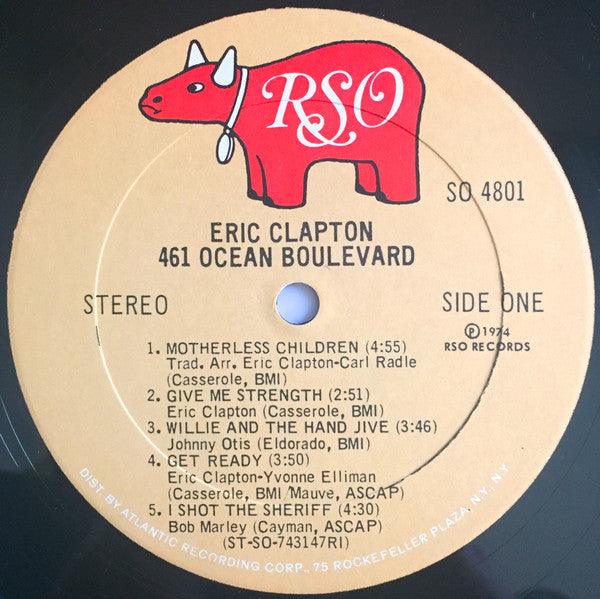 RSO
SO 4801
ERIC CLAPTON
461 OCEAN BOULEVARD
STEREO
SIDE ONE
Ⓟ 1974
RSO RECORDS
1. MOTHERLESS CHILDREN (4:55)
Trad. Arr. Eric Clapton-Carl Radle
(Casserole, BMI)
2. GIVE ME STRENGTH (2:51)
Eric Clapton (Casserole, BMI)
3. WILLIE AND THE HAND JIVE (3:46)
Johnny Otis (Eldorado, BMI)
4. GET READY (3:50)
Eric Clapton-Yvonne Elliman
(Casserole, BMI/Mauve, ASCAP)
5. I SHOT THE SHERIFF (4:30)
Bob Marley (Cayman, ASCAP)
(ST-SO-743147RI)
DIST. BY ATLANTIC RECORDING CORP., 75 ROCKEFELLER PLAZA, N.Y., N.Y.